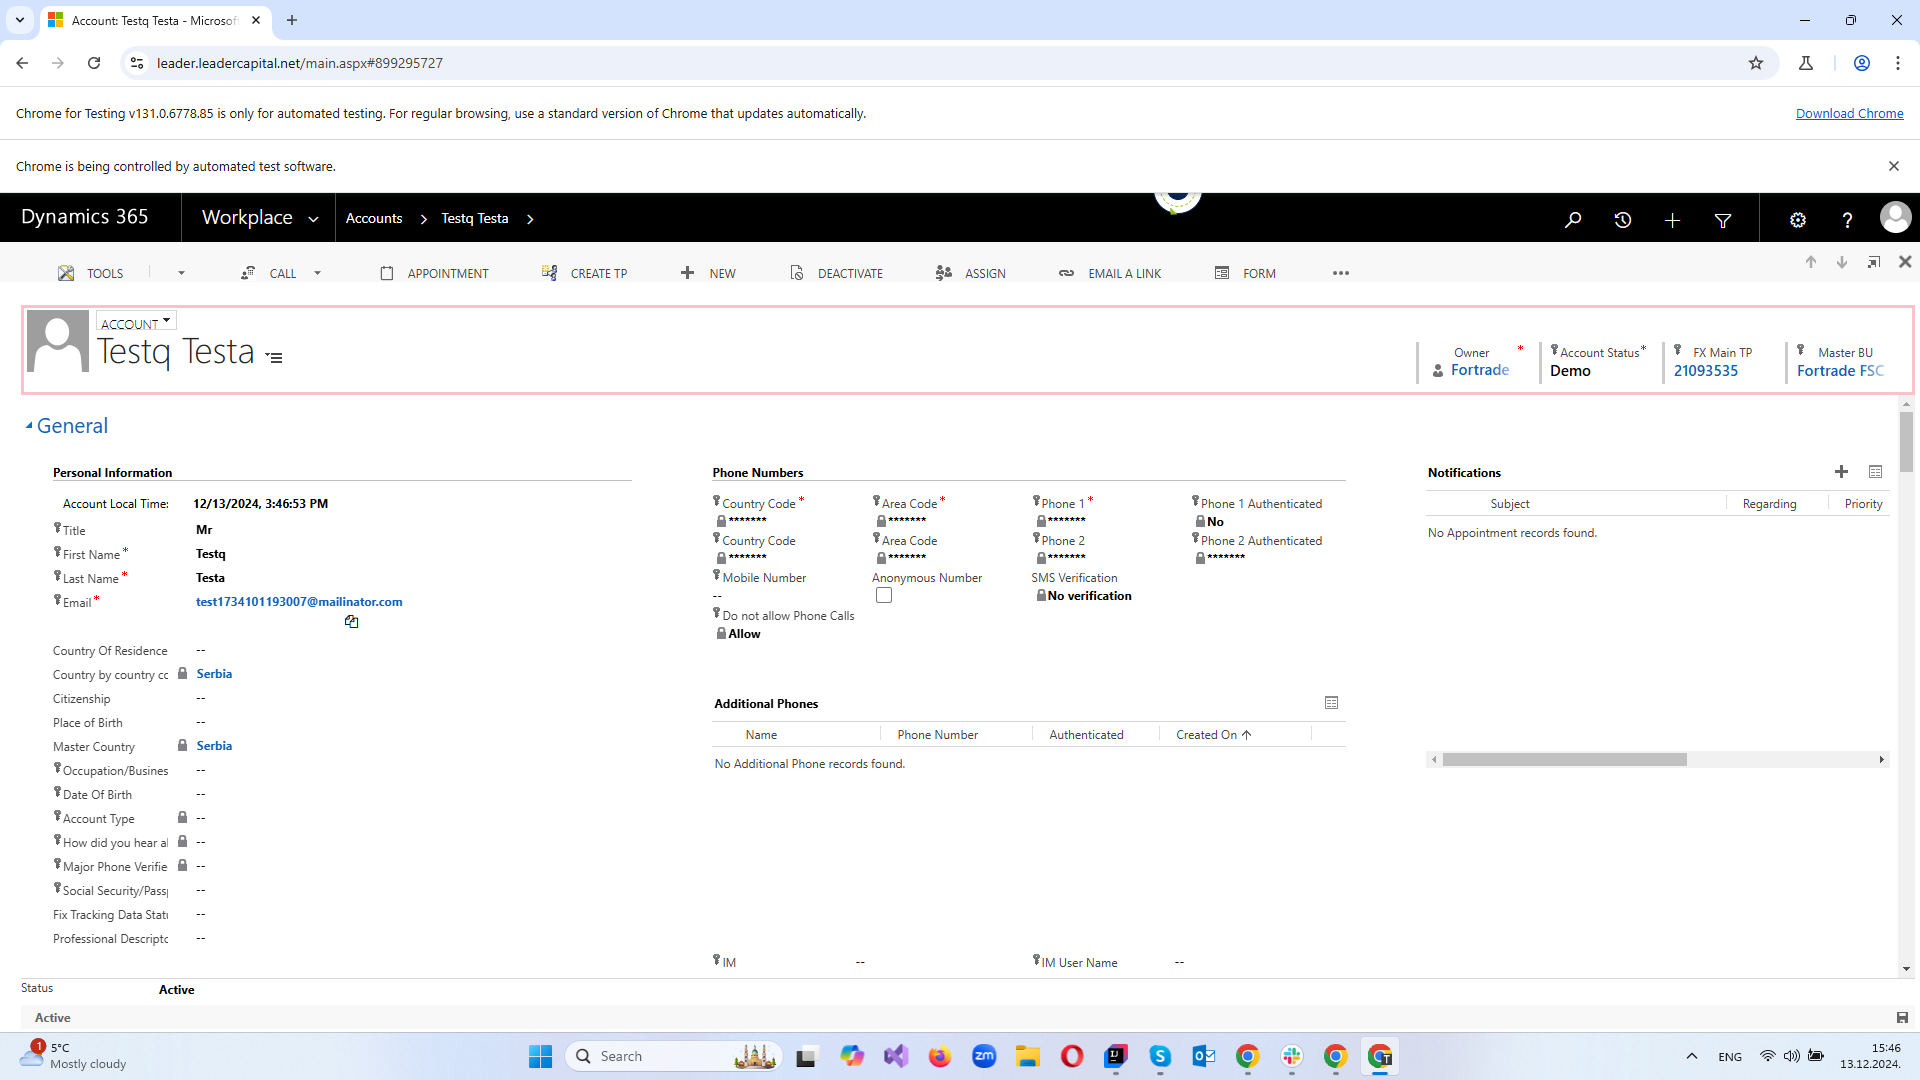 Account: Testq Testa - Microsof
leader.leadercapital.net/main.aspx#899295727
Chrome for Testing v131.0.6778.85 is only for automated testing. For regular browsing, use a standard version of Chrome that updates automatically.
Download Chrome
Chrome is being controlled by automated test software.
Dynamics 365
Workplace
Accounts
Testq Testa
TOOLS
CALL
APPOINTMENT
CREATE TP
NEW
DEACTIVATE
ASSIGN
EMAIL A LINK
FORM
ACCOUNT
Testq Testa
Owner *
Fortrade
Account Status *
Demo
FX Main TP
21093535
Master BU
Fortrade FSC
General
Personal Information
Account Local Time: 12/13/2024, 3:46:53 PM
Title Mr
First Name * Testq
Last Name * Testa
Email * test1734101193007@mailinator.com
Country Of Residence --
Country by country cc Serbia
Citizenship --
Place of Birth --
Master Country Serbia
Occupation/Busines --
Date Of Birth --
Account Type --
How did you hear a --
Major Phone Verifie --
Social Security/Pass --
Fix Tracking Data Stat --
Professional Descripto --
Phone Numbers
Country Code * Area Code * Phone 1 * Phone 1 Authenticated
******* ******* ******* No
Country Code Area Code Phone 2 Phone 2 Authenticated
******* ******* ******* *******
Mobile Number Anonymous Number SMS Verification
-- No verification
Do not allow Phone Calls
Allow
Additional Phones
Name Phone Number Authenticated Created On
No Additional Phone records found.
IM -- IM User Name --
Notifications
Subject Regarding Priority
No Appointment records found.
Status Active
Active
1
5°C
Mostly cloudy
Search
zm
ENG
15:46
13.12.2024.